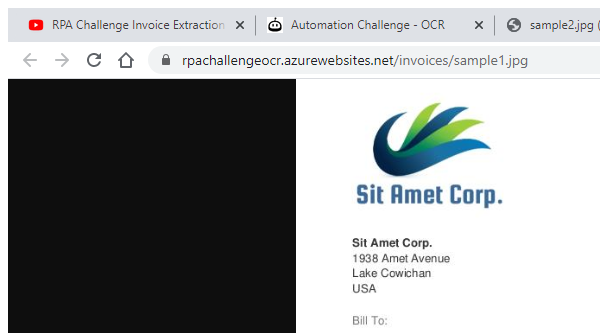 RPA Challenge Invoice Extraction
Automation Challenge - OCR
sample2.jpg (
rpachallengeocr.azurewebsites.net/invoices/sample1.jpg
Sit Amet Corp.
Sit Amet Corp.
1938 Amet Avenue
Lake Cowichan
USA
Bill To: